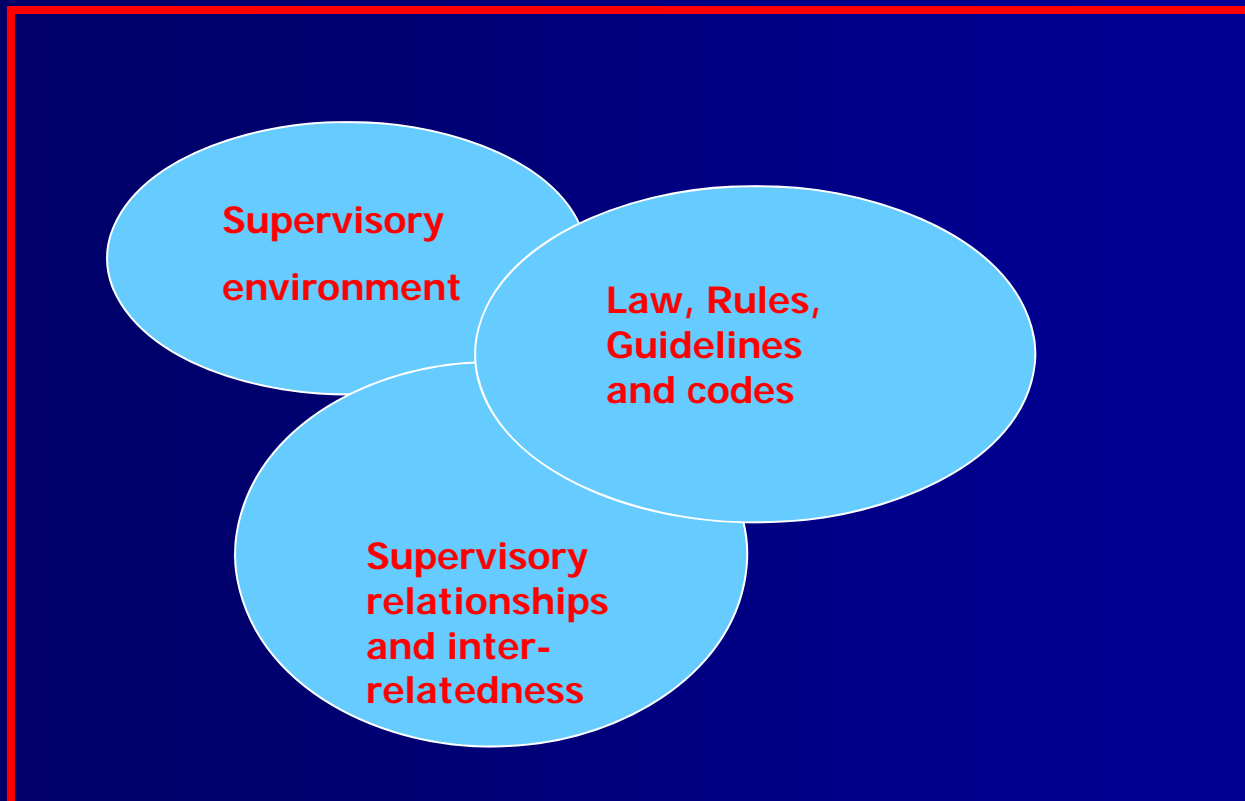 Supervisory
environment
Law, Rules,
Guidelines
and codes
Supervisory
relationships
and inter-
relatedness